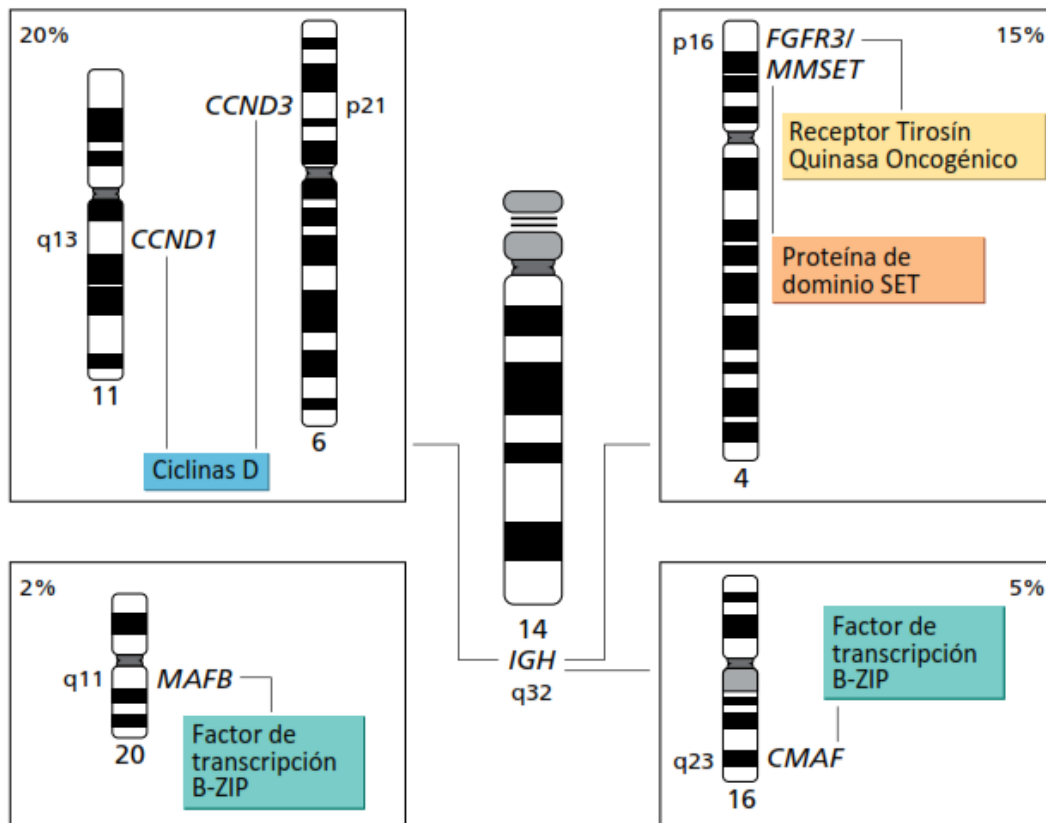 20%
CCND3
p21
q13
CCND1
11
6
Ciclinas D
p16
FGFR3/
MMSET
15%
Receptor Tirosín
Quinasa Oncogénico
Proteína de
dominio SET
4
14
IGH
q32
2%
q11
MAFB
20
Factor de
transcripción
B-ZIP
5%
Factor de
transcripción
B-ZIP
q23
CMAF
16